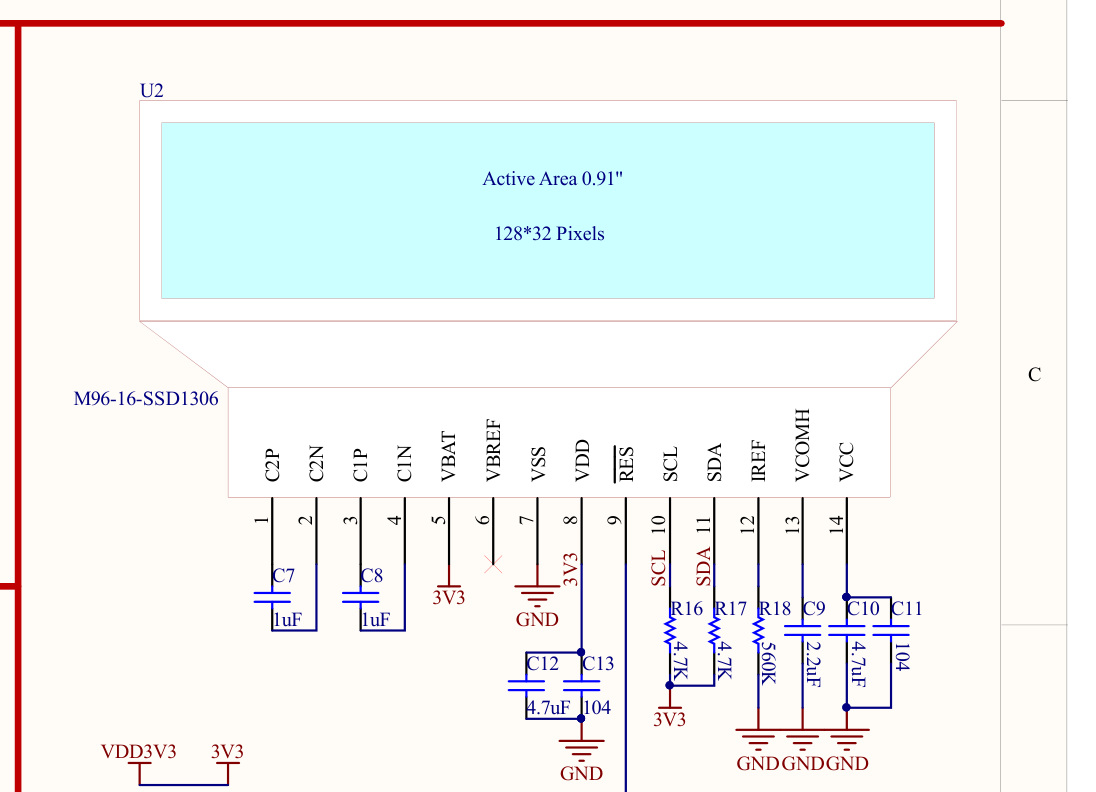 U2
Active Area 0.91"
128*32 Pixels
C
M96-16-SSD1306
C2P
C2N
C1P
C1N
VBAT
VBREF
VSS
VDD
RES
SCL
SDA
IREF
VCOMH
VCC
1
2
3
4
5
6
7
8
9
10
11
12
13
14
3V3
SCL
SDA
C7
1uF
C8
1uF
3V3
GND
R16
4.7K
R17
4.7K
R18
560K
C9
2.2uF
C10
4.7uF
C11
104
C12
4.7uF
C13
104
3V3
GND
GND
GND
GND
VDD3V3
3V3